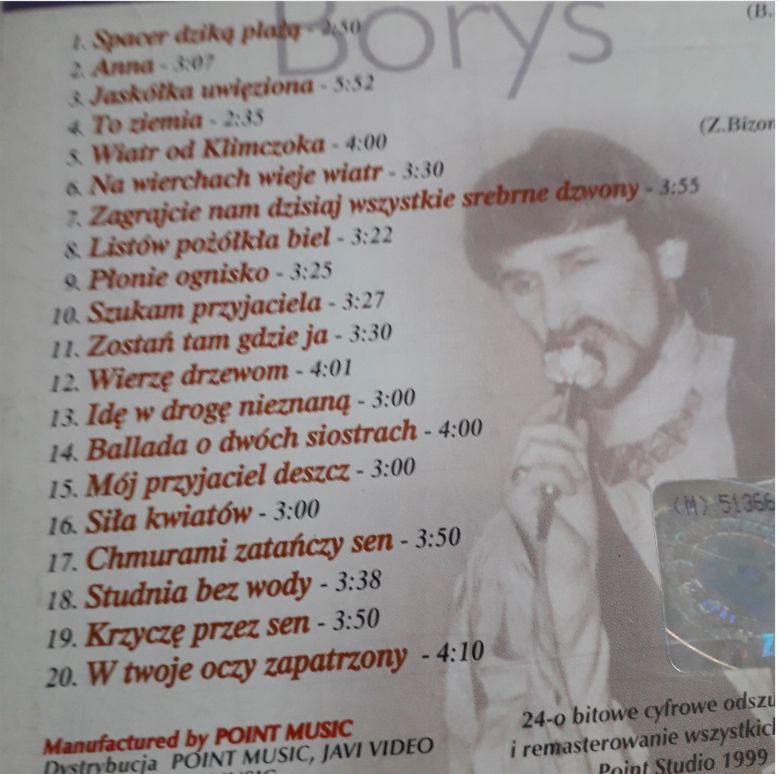 Borys
(B.
1. Spacer dziką plażą - 2:50
2. Anna - 3:07
3. Jaskółka uwięziona - 5:52
4. To ziemia - 2:35
5. Wiatr od Klimczoka - 4:00
(Z.Bizon
6. Na wierchach wieje wiatr - 3:30
7. Zagrajcie nam dzisiaj wszystkie srebrne dzwony - 3:55
8. Listów pożółkła biel - 3:22
9. Płonie ognisko - 3:25
10. Szukam przyjaciela - 3:27
11. Zostań tam gdzie ja - 3:30
12. Wierzę drzewom - 4:01
13. Idę w drogę nieznaną - 3:00
14. Ballada o dwóch siostrach - 4:00
15. Mój przyjaciel deszcz - 3:00
16. Siła kwiatów - 3:00
(M) 51366
17. Chmurami zatańczy sen - 3:50
18. Studnia bez wody - 3:38
19. Krzyczę przez sen - 3:50
20. W twoje oczy zapatrzony - 4:10
Manufactured by POINT MUSIC
Dystrybucja POINT MUSIC, JAVI VIDEO
24-o bitowe cyfrowe odszu
i remasterowanie wszystkich
Point Studio 1999